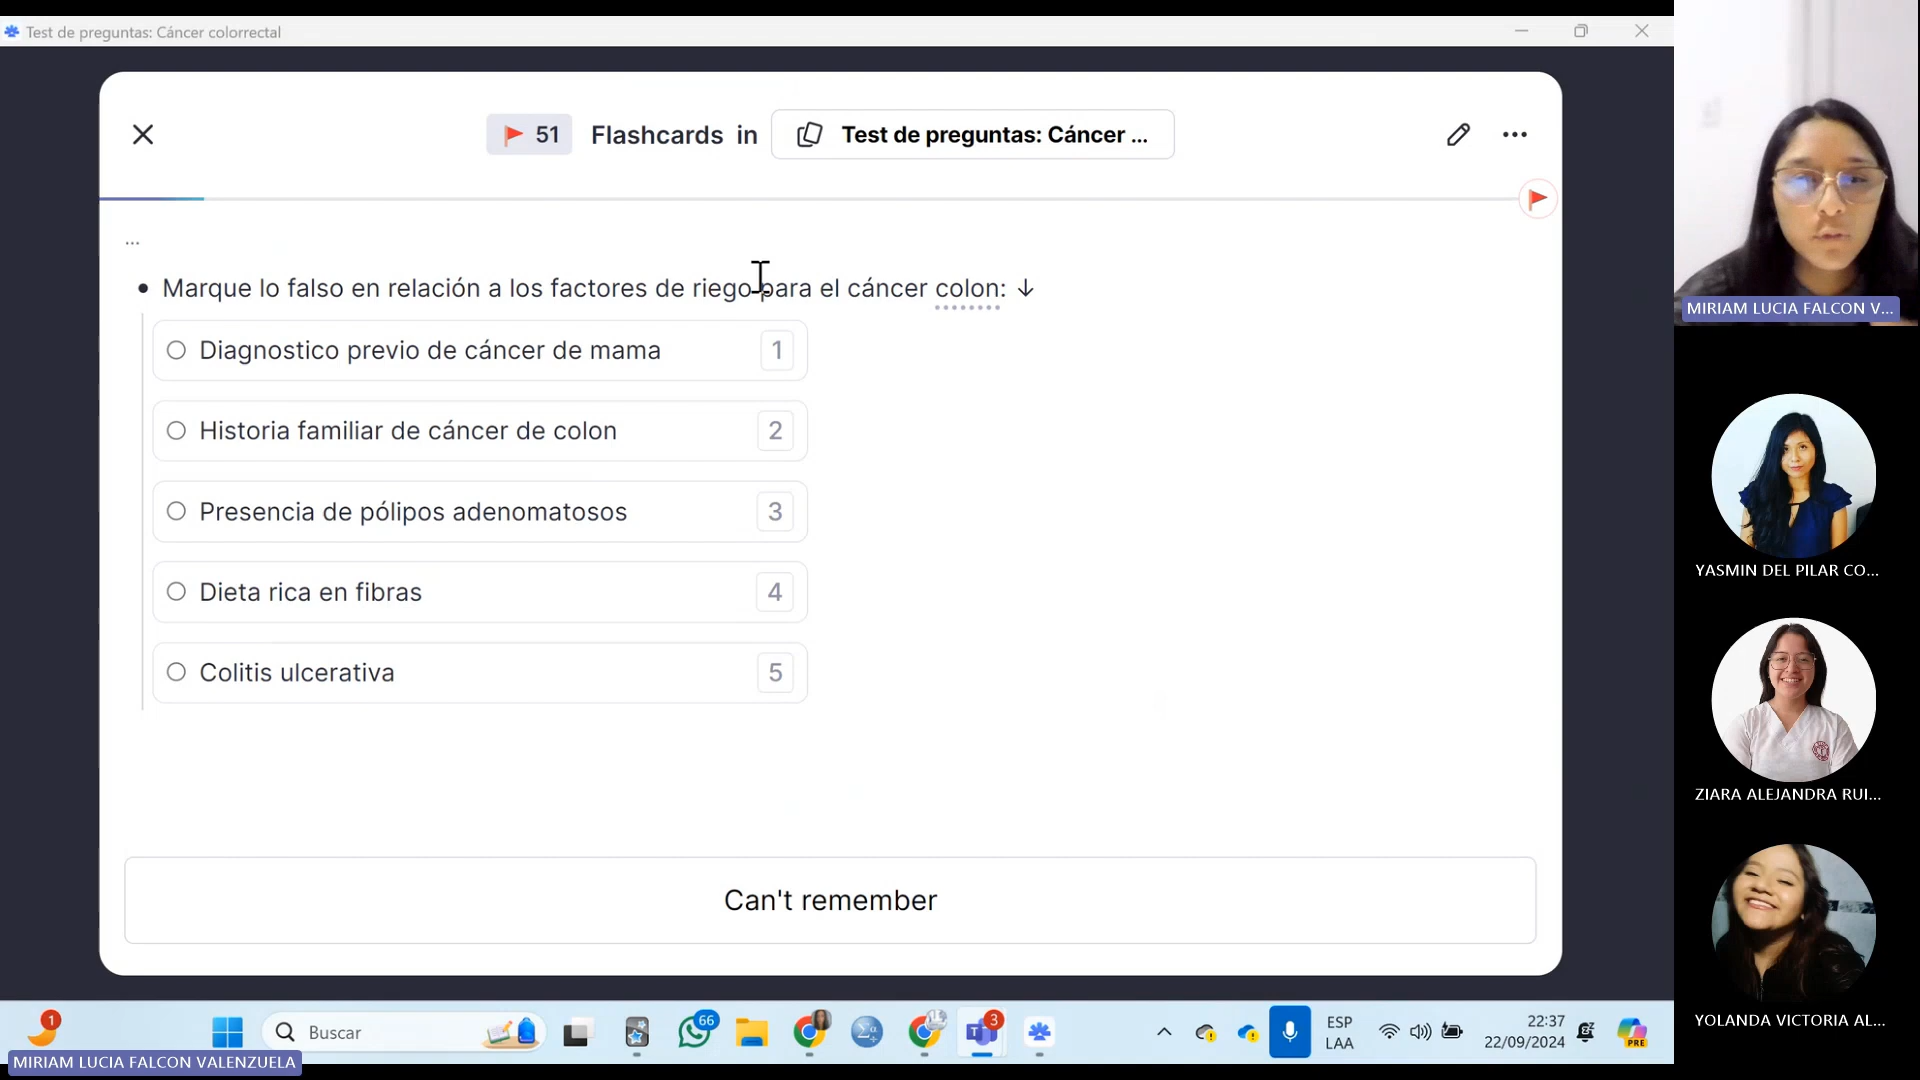 Test de preguntas: Cáncer colorrectal
51 Flashcards in Test de preguntas: Cáncer ...
...
Marque lo falso en relación a los factores de riego para el cáncer colon: ↓
Diagnostico previo de cáncer de mama 1
Historia familiar de cáncer de colon 2
Presencia de pólipos adenomatosos 3
Dieta rica en fibras 4
Colitis ulcerativa 5
Can't remember
MIRIAM LUCIA FALCON V...
YASMIN DEL PILAR CO...
ZIARA ALEJANDRA RUI...
YOLANDA VICTORIA AL...
1
Buscar
66
3
ESP
LAA
22:37
22/09/2024
PRE
MIRIAM LUCIA FALCON VALENZUELA